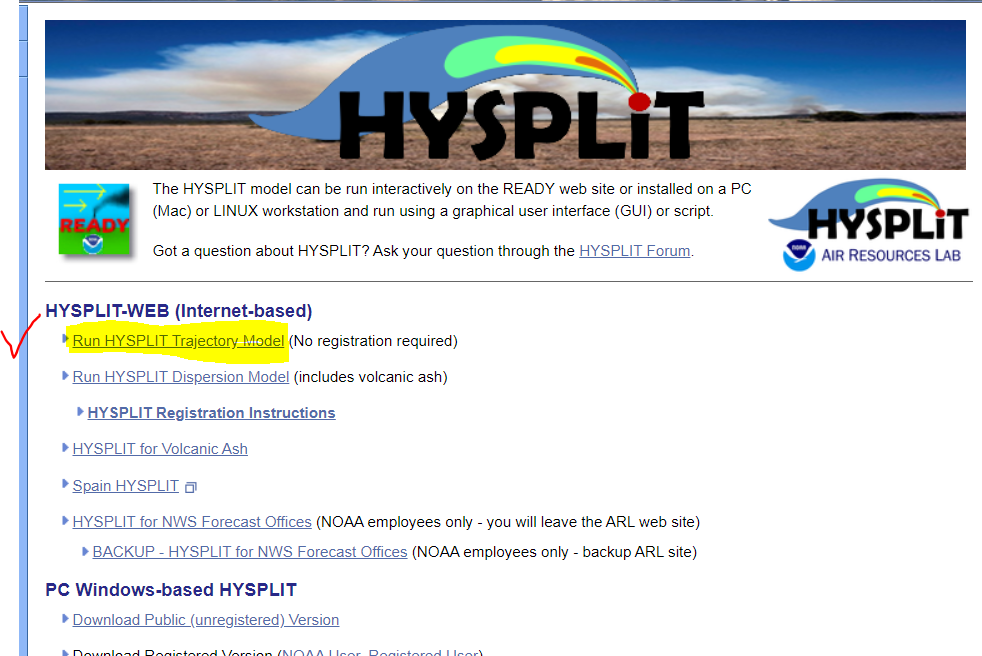 HYSPLIT
The HYSPLIT model can be run interactively on the READY web site or installed on a PC
(Mac) or LINUX workstation and run using a graphical user interface (GUI) or script.
READY
HYSPLIT
NOAA
AIR RESOURCES LAB
Got a question about HYSPLIT? Ask your question through the HYSPLIT Forum.
HYSPLIT-WEB (Internet-based)
Run HYSPLIT Trajectory Model (No registration required)
Run HYSPLIT Dispersion Model (includes volcanic ash)
HYSPLIT Registration Instructions
HYSPLIT for Volcanic Ash
Spain HYSPLIT
HYSPLIT for NWS Forecast Offices (NOAA employees only - you will leave the ARL web site)
BACKUP - HYSPLIT for NWS Forecast Offices (NOAA employees only - backup ARL site)
PC Windows-based HYSPLIT
Download Public (unregistered) Version
Download Registered Version (NOAA User, Registered User)